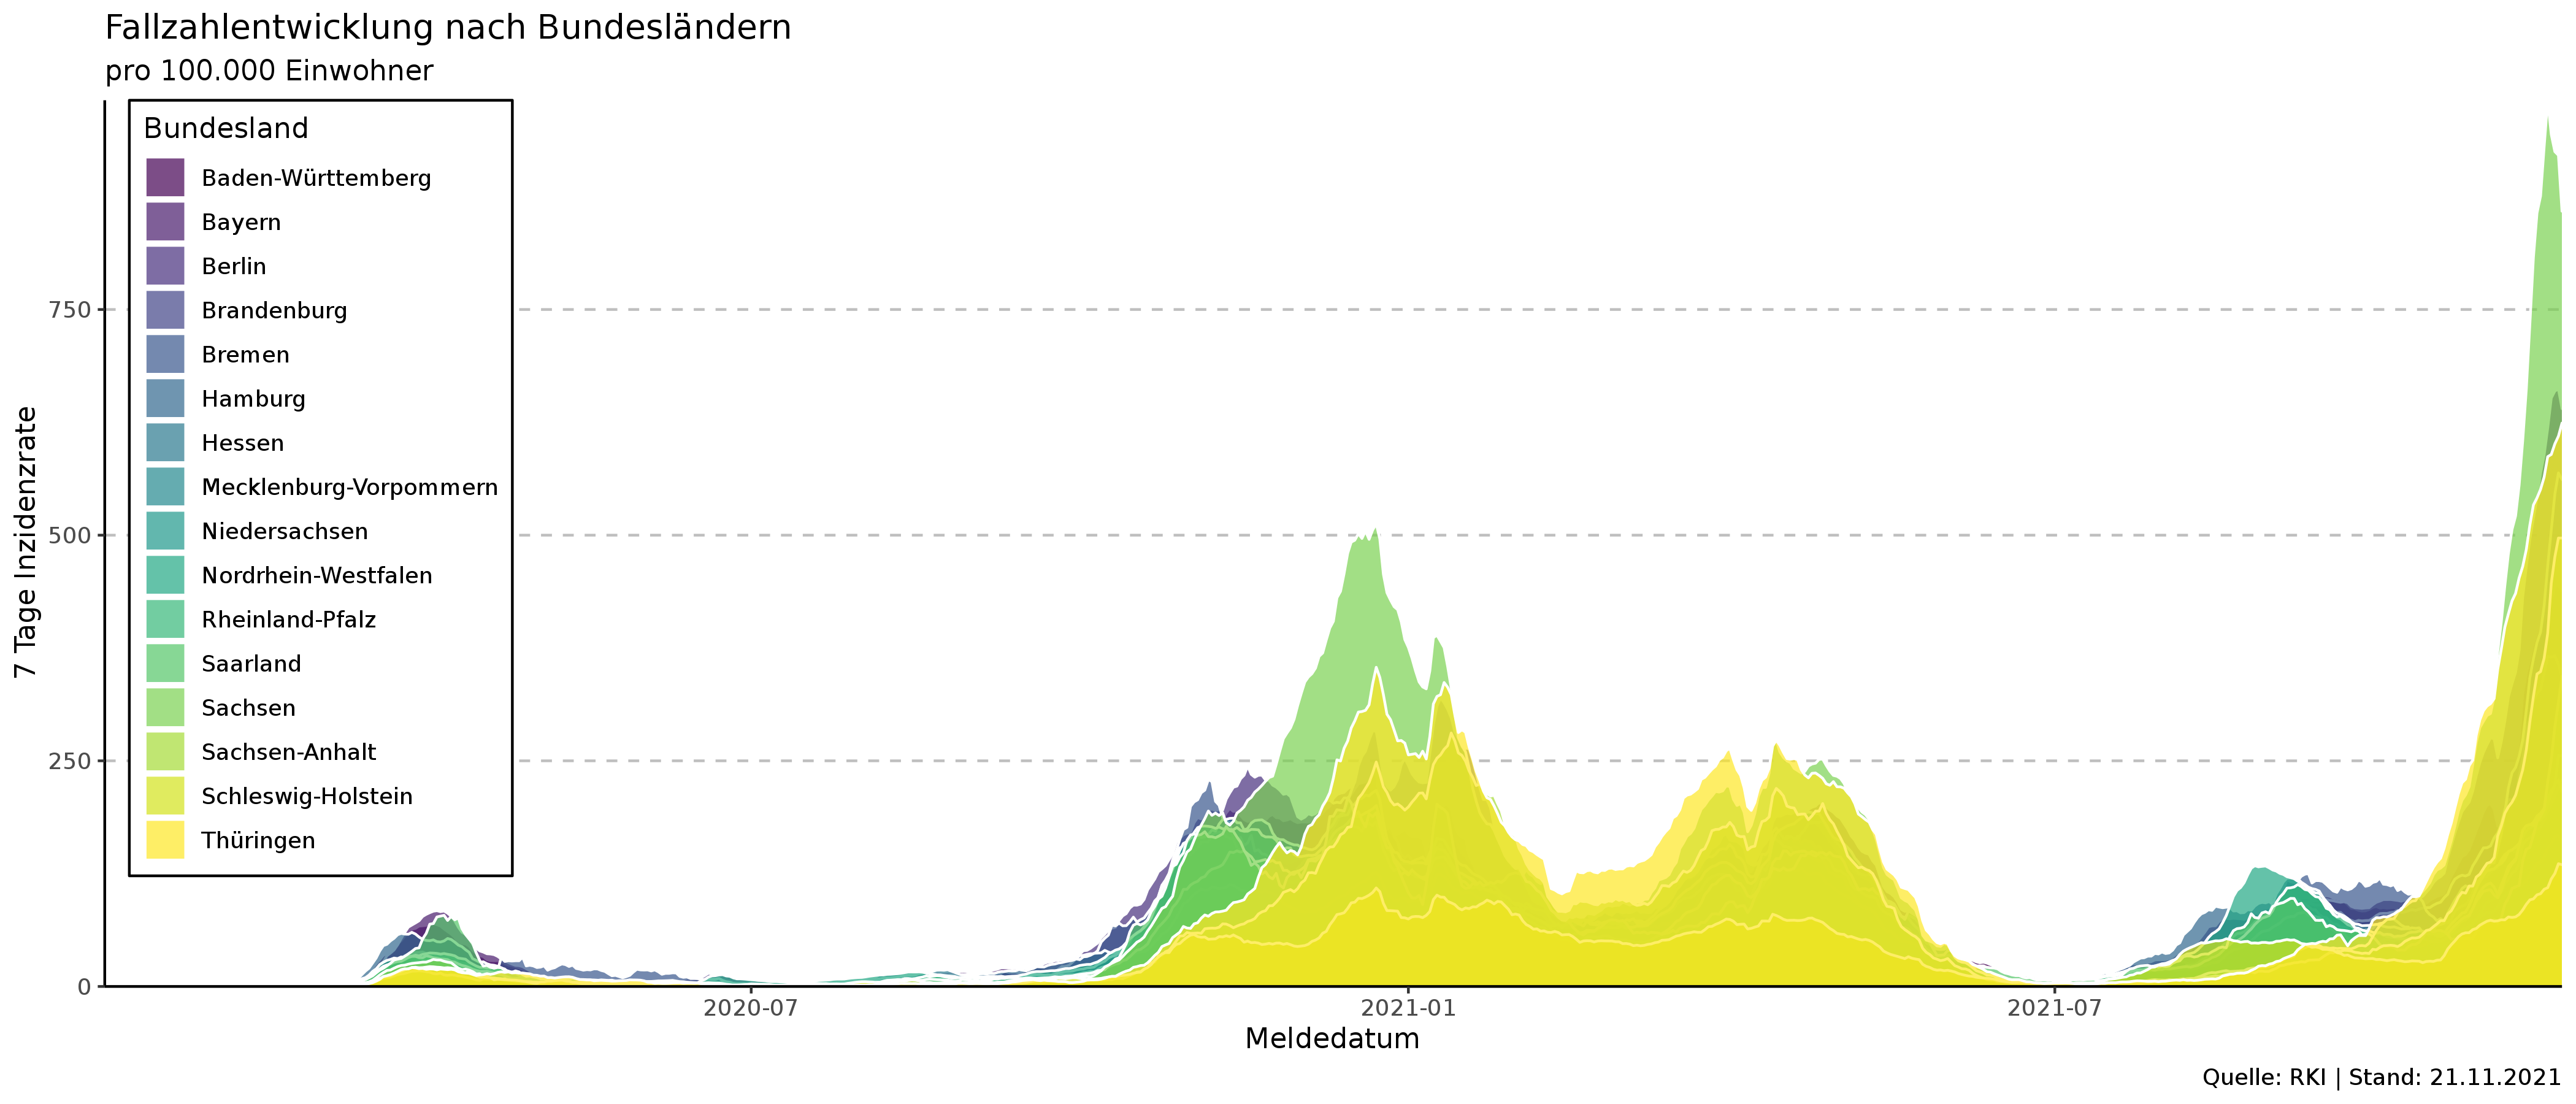 Fallzahlentwicklung nach Bundesländern
pro 100.000 Einwohner
Bundesland
Baden-Württemberg
Bayern
Berlin
Brandenburg
Bremen
Hamburg
Hessen
Mecklenburg-Vorpommern
Niedersachsen
Nordrhein-Westfalen
Rheinland-Pfalz
Saarland
Sachsen
Sachsen-Anhalt
Schleswig-Holstein
Thüringen
7 Tage Inzidenzrate
750
500
250
0
2020-07
2021-01
2021-07
Meldedatum
Quelle: RKI | Stand: 21.11.2021